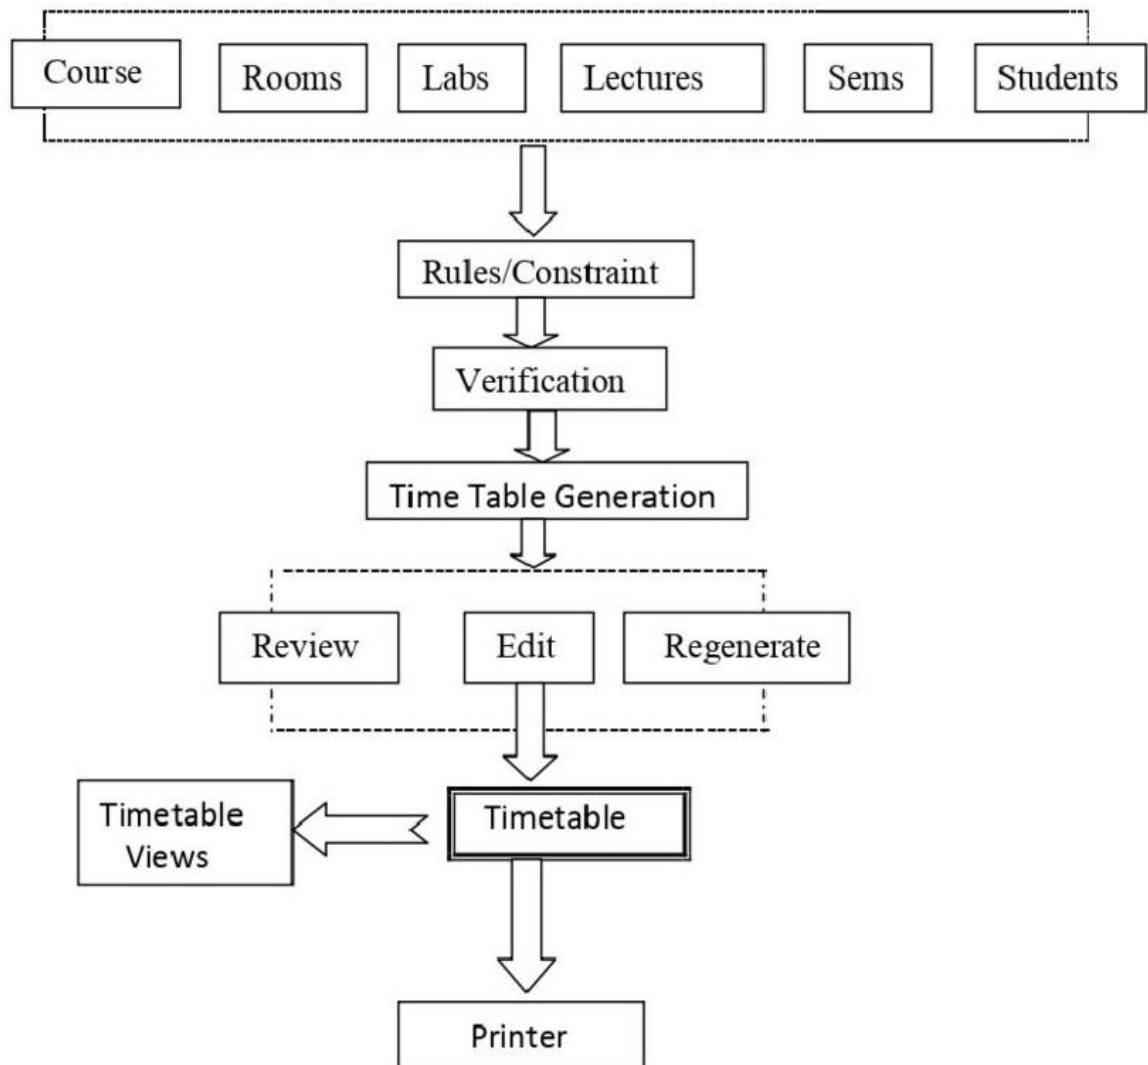 Course Rooms Labs Lectures Sems Students
Rules/Constraint
Verification
Time Table Generation
Review Edit Regenerate
Timetable
Views
Timetable
Printer